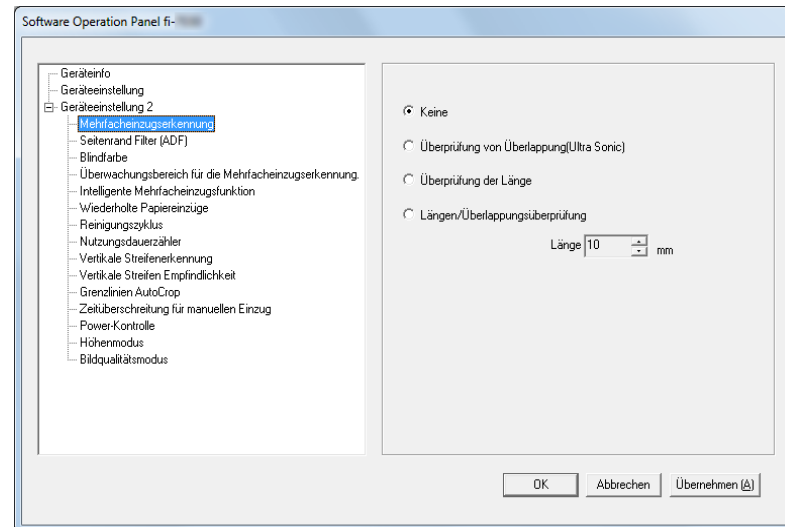 Software Operation Panel fi-
Geräteinfo
Geräteeinstellung
Geräteeinstellung 2
Mehrfacheinzugserkennung
Seitenrand Filter (ADF)
Blindfarbe
Überwachungsbereich für die Mehrfacheinzugserkennung.
Intelligente Mehrfacheinzugsfunktion
Wiederholte Papiereinzüge
Reinigungszyklus
Nutzungsdauerzähler
Vertikale Streifenerkennung
Vertikale Streifen Empfindlichkeit
Grenzlinien AutoCrop
Zeitüberschreitung für manuellen Einzug
Power-Kontrolle
Höhenmodus
Bildqualitätsmodus
Keine
Überprüfung von Überlappung(Ultra Sonic)
Überprüfung der Länge
Längen/Überlappungsüberprüfung
Länge 10 mm
OK Abbrechen Übernehmen (A)